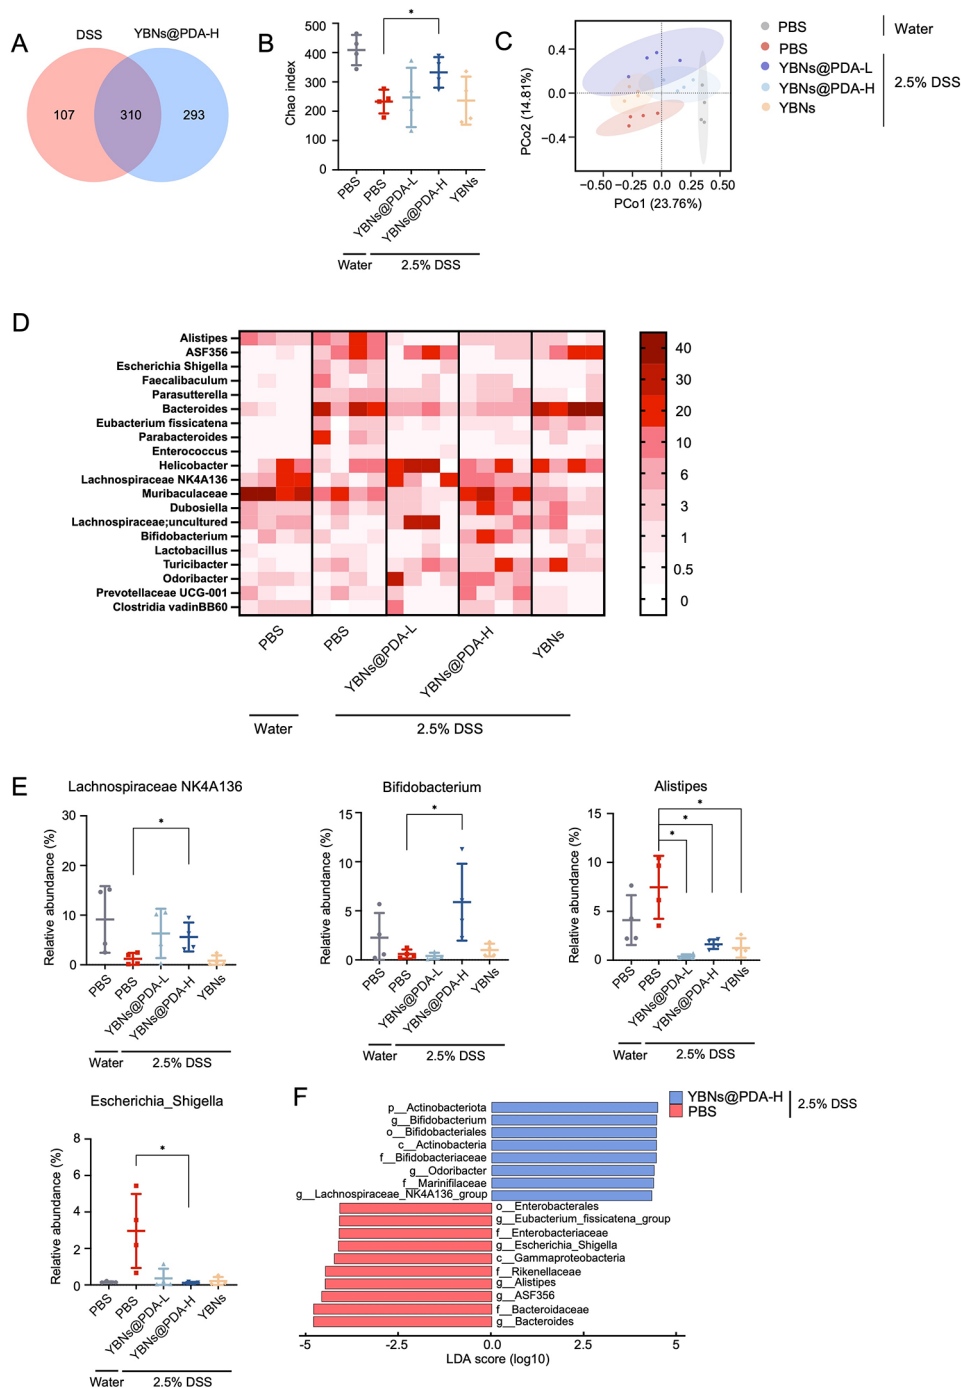 A
DSS
YBNs@PDA-H
107
310
293
B
Chao index
500
400
300
200
100
0
*
PBS
PBS
YBNs@PDA-L
YBNs@PDA-H
YBNs
Water
2.5% DSS
C
PCo2 (14.81%)
0.4
0.0
−0.4
−0.50
−0.25
0.0
0.25
0.50
PCo1 (23.76%)
PBS
Water
PBS
YBNs@PDA-L
YBNs@PDA-H
YBNs
2.5% DSS
D
Alistipes
ASF356
Escherichia Shigella
Faecalibaculum
Parasutterella
Bacteroides
Eubacterium fissicatena
Parabacteroides
Enterococcus
Helicobacter
Lachnospiraceae NK4A136
Muribaculaceae
Dubosiella
Lachnospiraceae;uncultured
Bifidobacterium
Lactobacillus
Turicibacter
Odoribacter
Prevotellaceae UCG-001
Clostridia vadinBB60
40
30
20
10
6
3
1
0.5
0
PBS
PBS
YBNs@PDA-L
YBNs@PDA-H
YBNs
Water
2.5% DSS
E
Lachnospiraceae NK4A136
Relative abundance (%)
30
20
10
0
*
PBS
PBS
YBNs@PDA-L
YBNs@PDA-H
YBNs
Water
2.5% DSS
Bifidobacterium
Relative abundance (%)
15
10
5
0
*
PBS
PBS
YBNs@PDA-L
YBNs@PDA-H
YBNs
Water
2.5% DSS
Alistipes
Relative abundance (%)
15
10
5
0
*
*
*
PBS
PBS
YBNs@PDA-L
YBNs@PDA-H
YBNs
Water
2.5% DSS
Escherichia_Shigella
Relative abundance (%)
8
6
4
2
0
*
PBS
PBS
YBNs@PDA-L
YBNs@PDA-H
YBNs
Water
2.5% DSS
F
YBNs@PDA-H
PBS
2.5% DSS
p__Actinobacteriota
g__Bifidobacterium
o__Bifidobacteriales
c__Actinobacteria
f__Bifidobacteriaceae
g__Odoribacter
f__Marinifilaceae
g__Lachnospiraceae_NK4A136_group
o__Enterobacterales
g__Eubacterium_fissicatena_group
f__Enterobacteriaceae
g__Escherichia_Shigella
c__Gammaproteobacteria
f__Rikenellaceae
g__Alistipes
g__ASF356
f__Bacteroidaceae
g__Bacteroides
-5
-2.5
0.0
2.5
5
LDA score (log10)